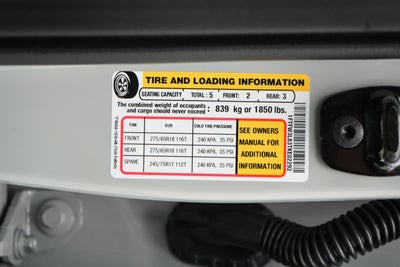 TIRE AND LOADING INFORMATION
SEATING CAPACITY TOTAL: 5 FRONT: 2 REAR: 3
The combined weight of occupants
and cargo should never exceed : 839 kg or 1850 lbs.
TIRE SIZE COLD TIRE PRESSURE
FRONT 275/65R18 116T 240 KPA, 35 PSI
REAR 275/65R18 116T 240 KPA, 35 PSI
SPARE 245/75R17 112T 240 KPA, 35 PSI
SEE OWNERS
MANUAL FOR
ADDITIONAL
INFORMATION